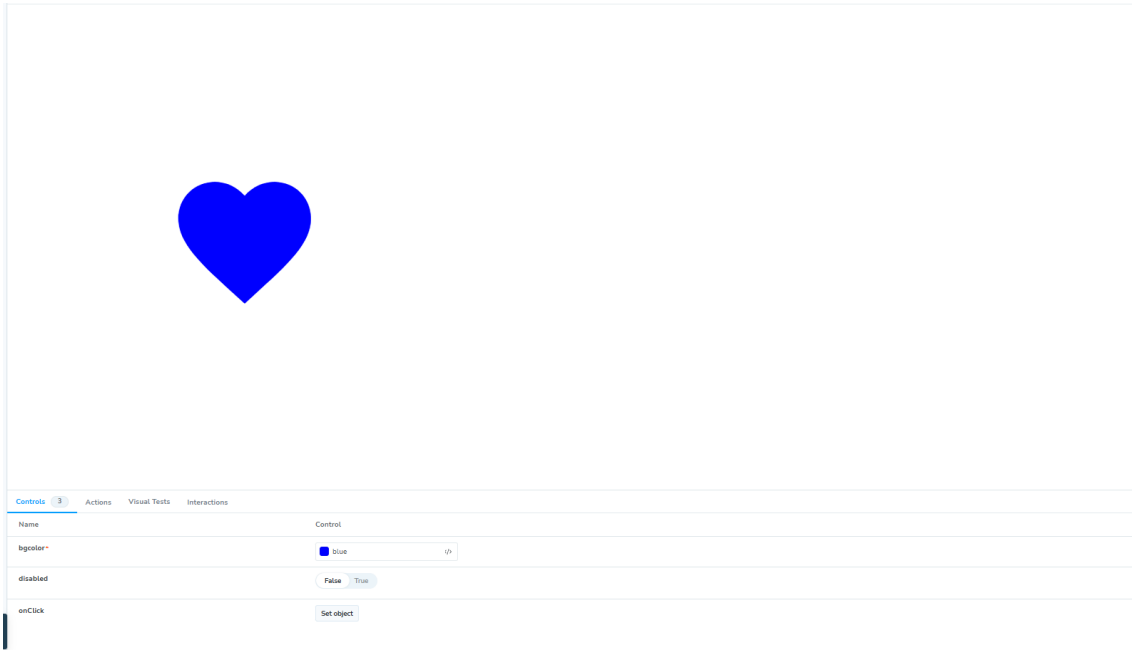 Controls 3 Actions Visual Tests Interactions
Name Control
bgcolor* blue </>
disabled False True
onClick Set object